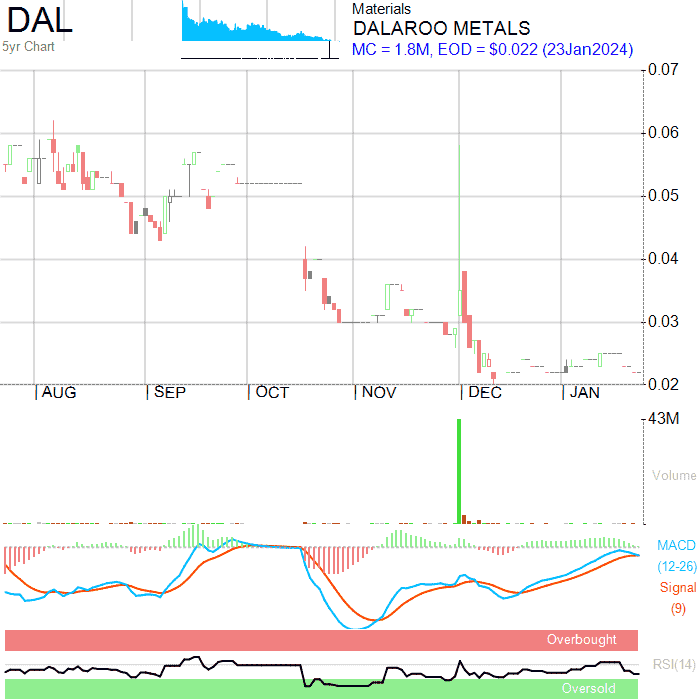 DAL
5yr Chart
Materials
DALAROO METALS
MC = 1.8M, EOD = $0.022 (23Jan2024)
0.07
0.06
0.05
0.04
0.03
0.02
AUG SEP OCT NOV DEC JAN
43M
Volume
MACD
(12-26)
Signal
(9)
Overbought
RSI(14)
Oversold